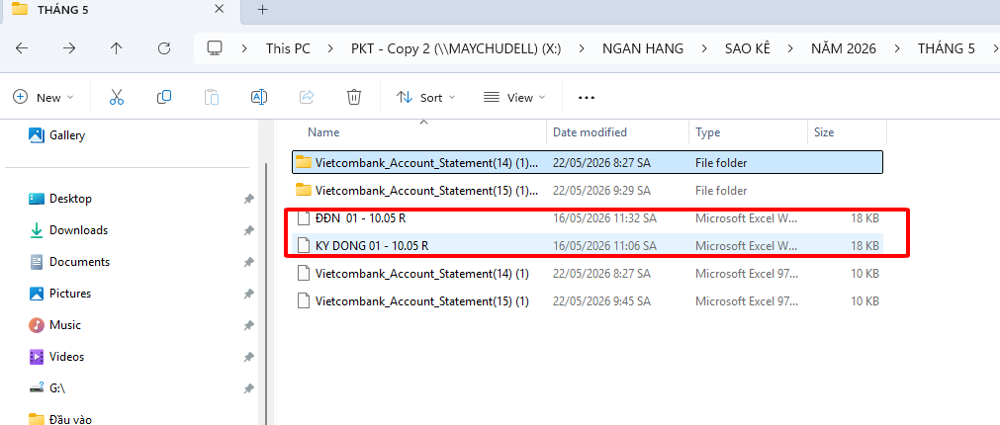 THÁNG 5
This PC > PKT - Copy 2 (\\MAYCHUDELL) (X:) > NGAN HANG > SAO KÊ > NĂM 2026 > THÁNG 5 >
New Sort View ...
Name Date modified Type Size
Gallery
Desktop
Downloads
Documents
Pictures
Music
Videos
G:\
Đầu vào
Vietcombank_Account_Statement(14) (1)... 22/05/2026 8:27 SA File folder
Vietcombank_Account_Statement(15) (1)... 22/05/2026 9:29 SA File folder
ĐĐN 01 - 10.05 R 16/05/2026 11:32 SA Microsoft Excel W... 18 KB
KY DONG 01 - 10.05 R 16/05/2026 11:06 SA Microsoft Excel W... 18 KB
Vietcombank_Account_Statement(14) (1) 22/05/2026 8:27 SA Microsoft Excel 97... 10 KB
Vietcombank_Account_Statement(15) (1) 22/05/2026 9:45 SA Microsoft Excel 97... 10 KB